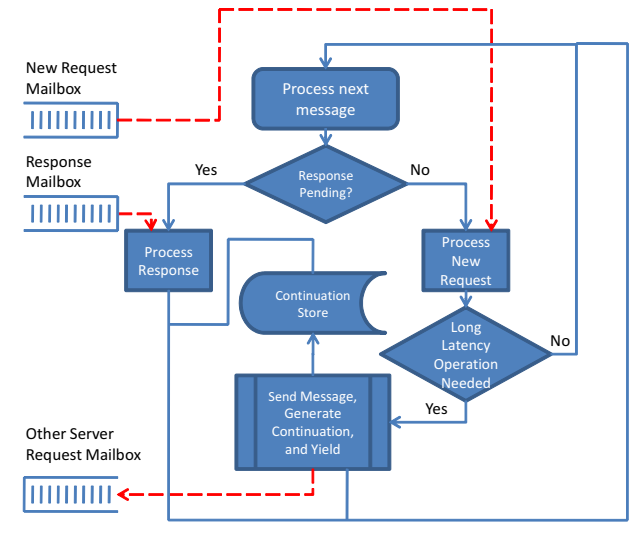 New Request
Mailbox
Process next
message
Response
Mailbox
Yes
Response
Pending?
No
Process
Response
Process
New
Request
Continuation
Store
Long
Latency
Operation
Needed
No
Yes
Send Message,
Generate
Continuation,
and Yield
Other Server
Request Mailbox